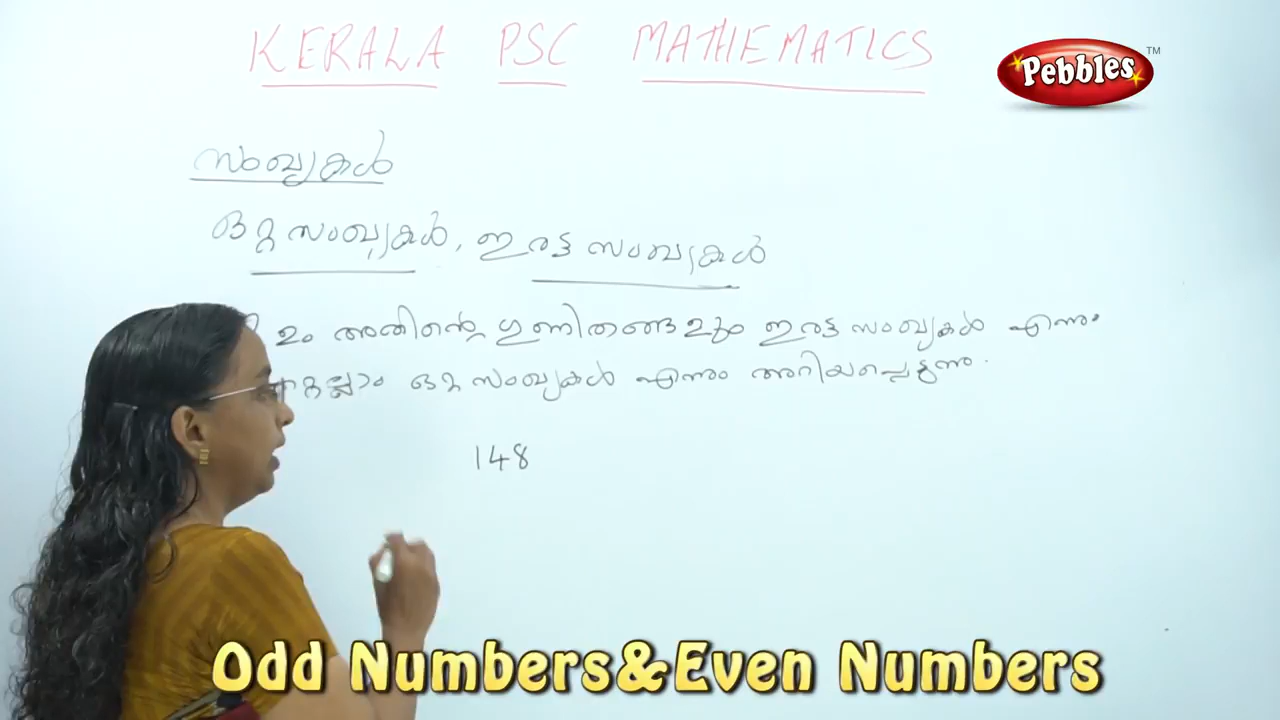 KERALA PSC MATHEMATICS
Pebbles TM
സംഖ്യകൾ
ഒറ്റ സംഖ്യകൾ, ഇരട്ട സംഖ്യകൾ
ഉം അതിന്റെ ഗുണിതങ്ങളും ഇരട്ട സംഖ്യകൾ എന്നും
ഒറ്റ സംഖ്യകൾ എന്നും അറിയപ്പെടുന്നു.
148
Odd Numbers&Even Numbers